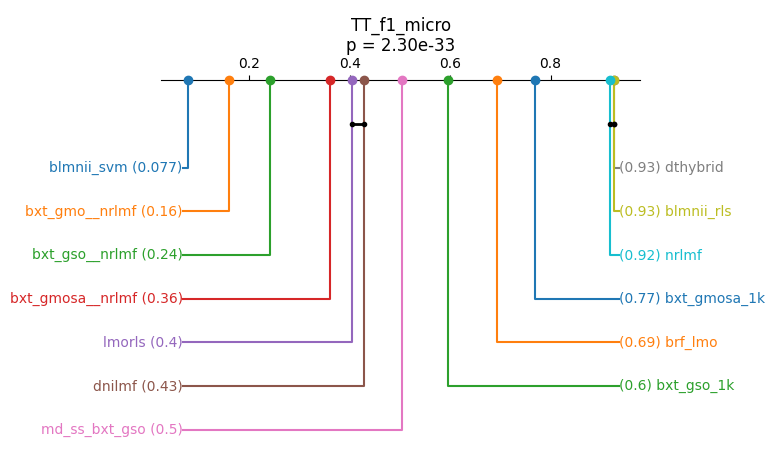 TT_f1_micro
p = 2.30e-33
0.2 0.4 0.6 0.8
blmnii_svm (0.077)
bxt_gmo__nrlmf (0.16)
bxt_gso__nrlmf (0.24)
bxt_gmosa__nrlmf (0.36)
lmorls (0.4)
dnilmf (0.43)
md_ss_bxt_gso (0.5)
(0.93) dthybrid
(0.93) blmnii_rls
(0.92) nrlmf
(0.77) bxt_gmosa_1k
(0.69) brf_lmo
(0.6) bxt_gso_1k